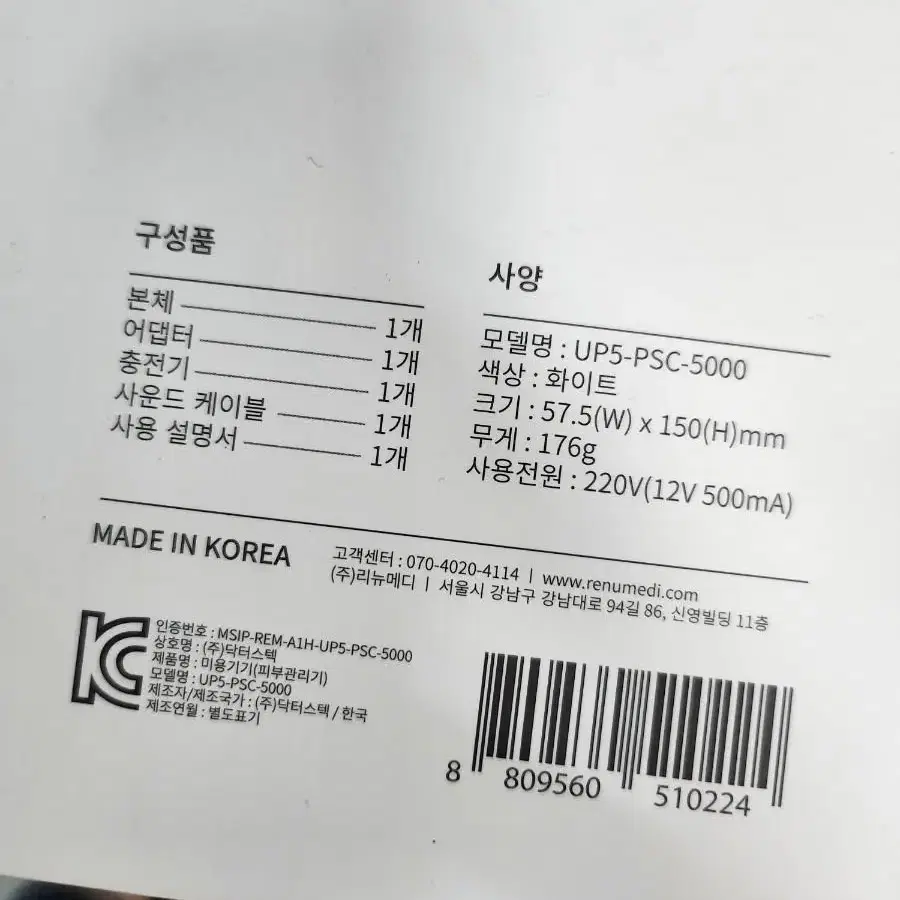 구성품
본체 1개
어댑터 1개
충전기 1개
사운드 케이블 1개
사용 설명서 1개
사양
모델명 : UP5-PSC-5000
색상 : 화이트
크기 : 57.5(W) x 150(H)mm
무게 : 176g
사용전원 : 220V(12V 500mA)
MADE IN KOREA
고객센터 : 070-4020-4114 | www.renumedi.com
(주)리뉴메디 | 서울시 강남구 강남대로 94길 86, 신영빌딩 11층
인증번호 : MSIP-REM-A1H-UP5-PSC-5000
상호명 : (주)닥터스텍
제품명 : 미용기기(피부관리기)
모델명 : UP5-PSC-5000
제조자/제조국가 : (주)닥터스텍 / 한국
제조연월 : 별도표기
8 809560 510224